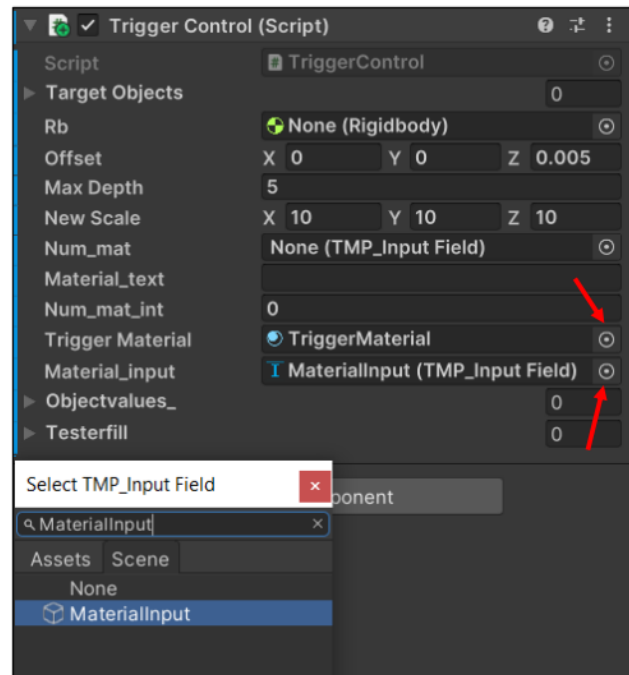 Trigger Control (Script)
Script TriggerControl
Target Objects 0
Rb None (Rigidbody)
Offset X 0 Y 0 Z 0.005
Max Depth 5
New Scale X 10 Y 10 Z 10
Num_mat None (TMP_Input Field)
Material_text
Num_mat_int 0
Trigger Material TriggerMaterial
Material_input MaterialInput (TMP_Input Field)
Objectvalues_ 0
Testerfill 0
Select TMP_Input Field
ponent
MaterialInput
Assets Scene
None
MaterialInput